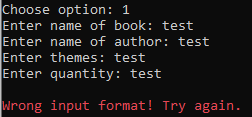 Choose option: 1
Enter name of book: test
Enter name of author: test
Enter themes: test
Enter quantity: test
Wrong input format! Try again.